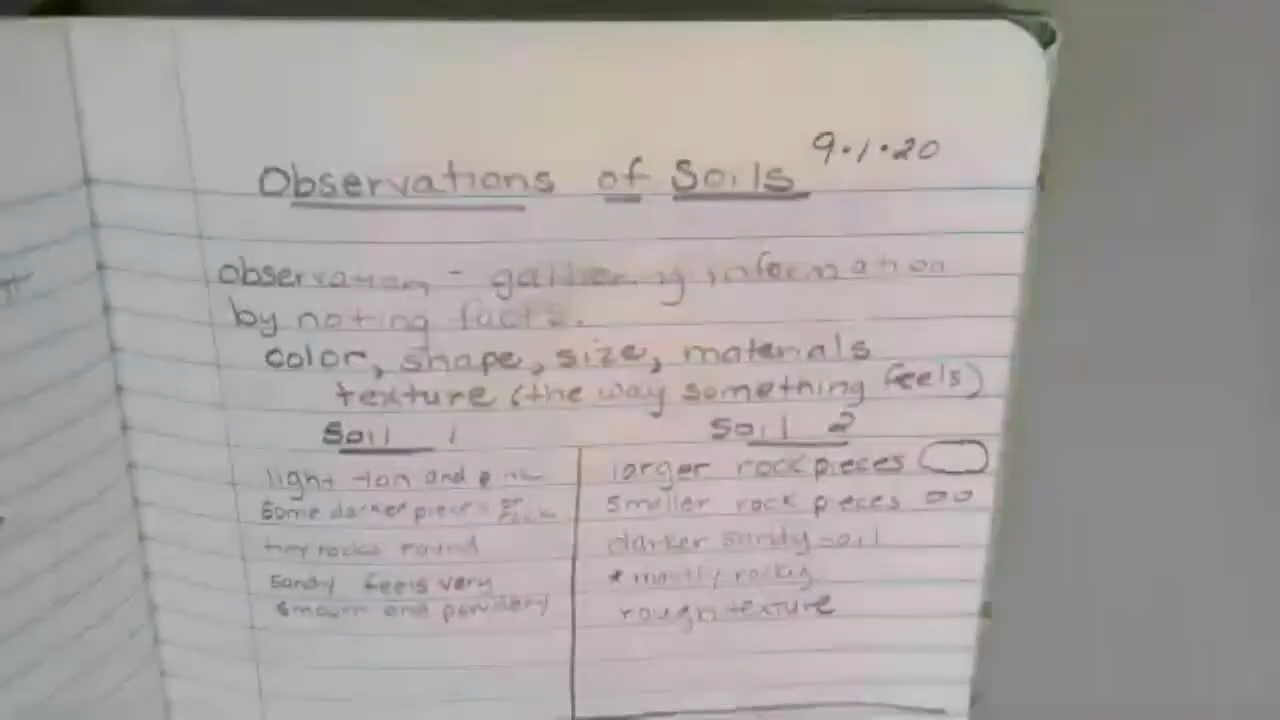 9.1.20
Observations of Soils
observation - gathering information
by noting facts.
color, shape, size, materials
texture (the way something feels)
Soil 1
Soil 2
light tan and
larger rock pieces
Some darker pieces of rock
smaller rock pieces
tiny rocks round
darker sandy soil
sandy feels very
* mostly rocky
smooth and powdery
rough texture